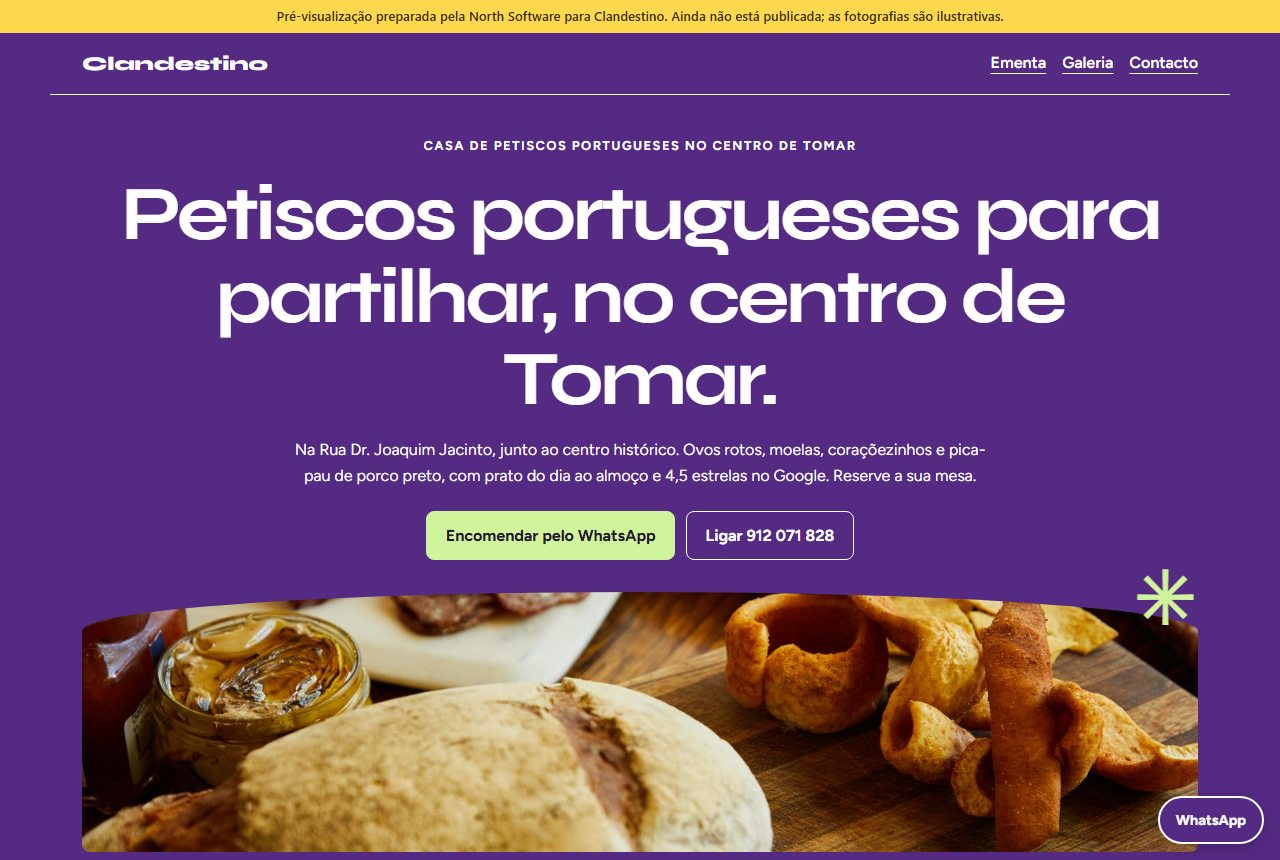 Pré-visualização preparada pela North Software para Clandestino. Ainda não está publicada; as fotografias são ilustrativas.
Clandestino
Ementa Galeria Contacto
CASA DE PETISCOS PORTUGUESES NO CENTRO DE TOMAR
Petiscos portugueses para
partilhar, no centro de
Tomar.
Na Rua Dr. Joaquim Jacinto, junto ao centro histórico. Ovos rotos, moelas, coraçõezinhos e pica-
pau de porco preto, com prato do dia ao almoço e 4,5 estrelas no Google. Reserve a sua mesa.
Encomendar pelo WhatsApp
Ligar 912 071 828
WhatsApp